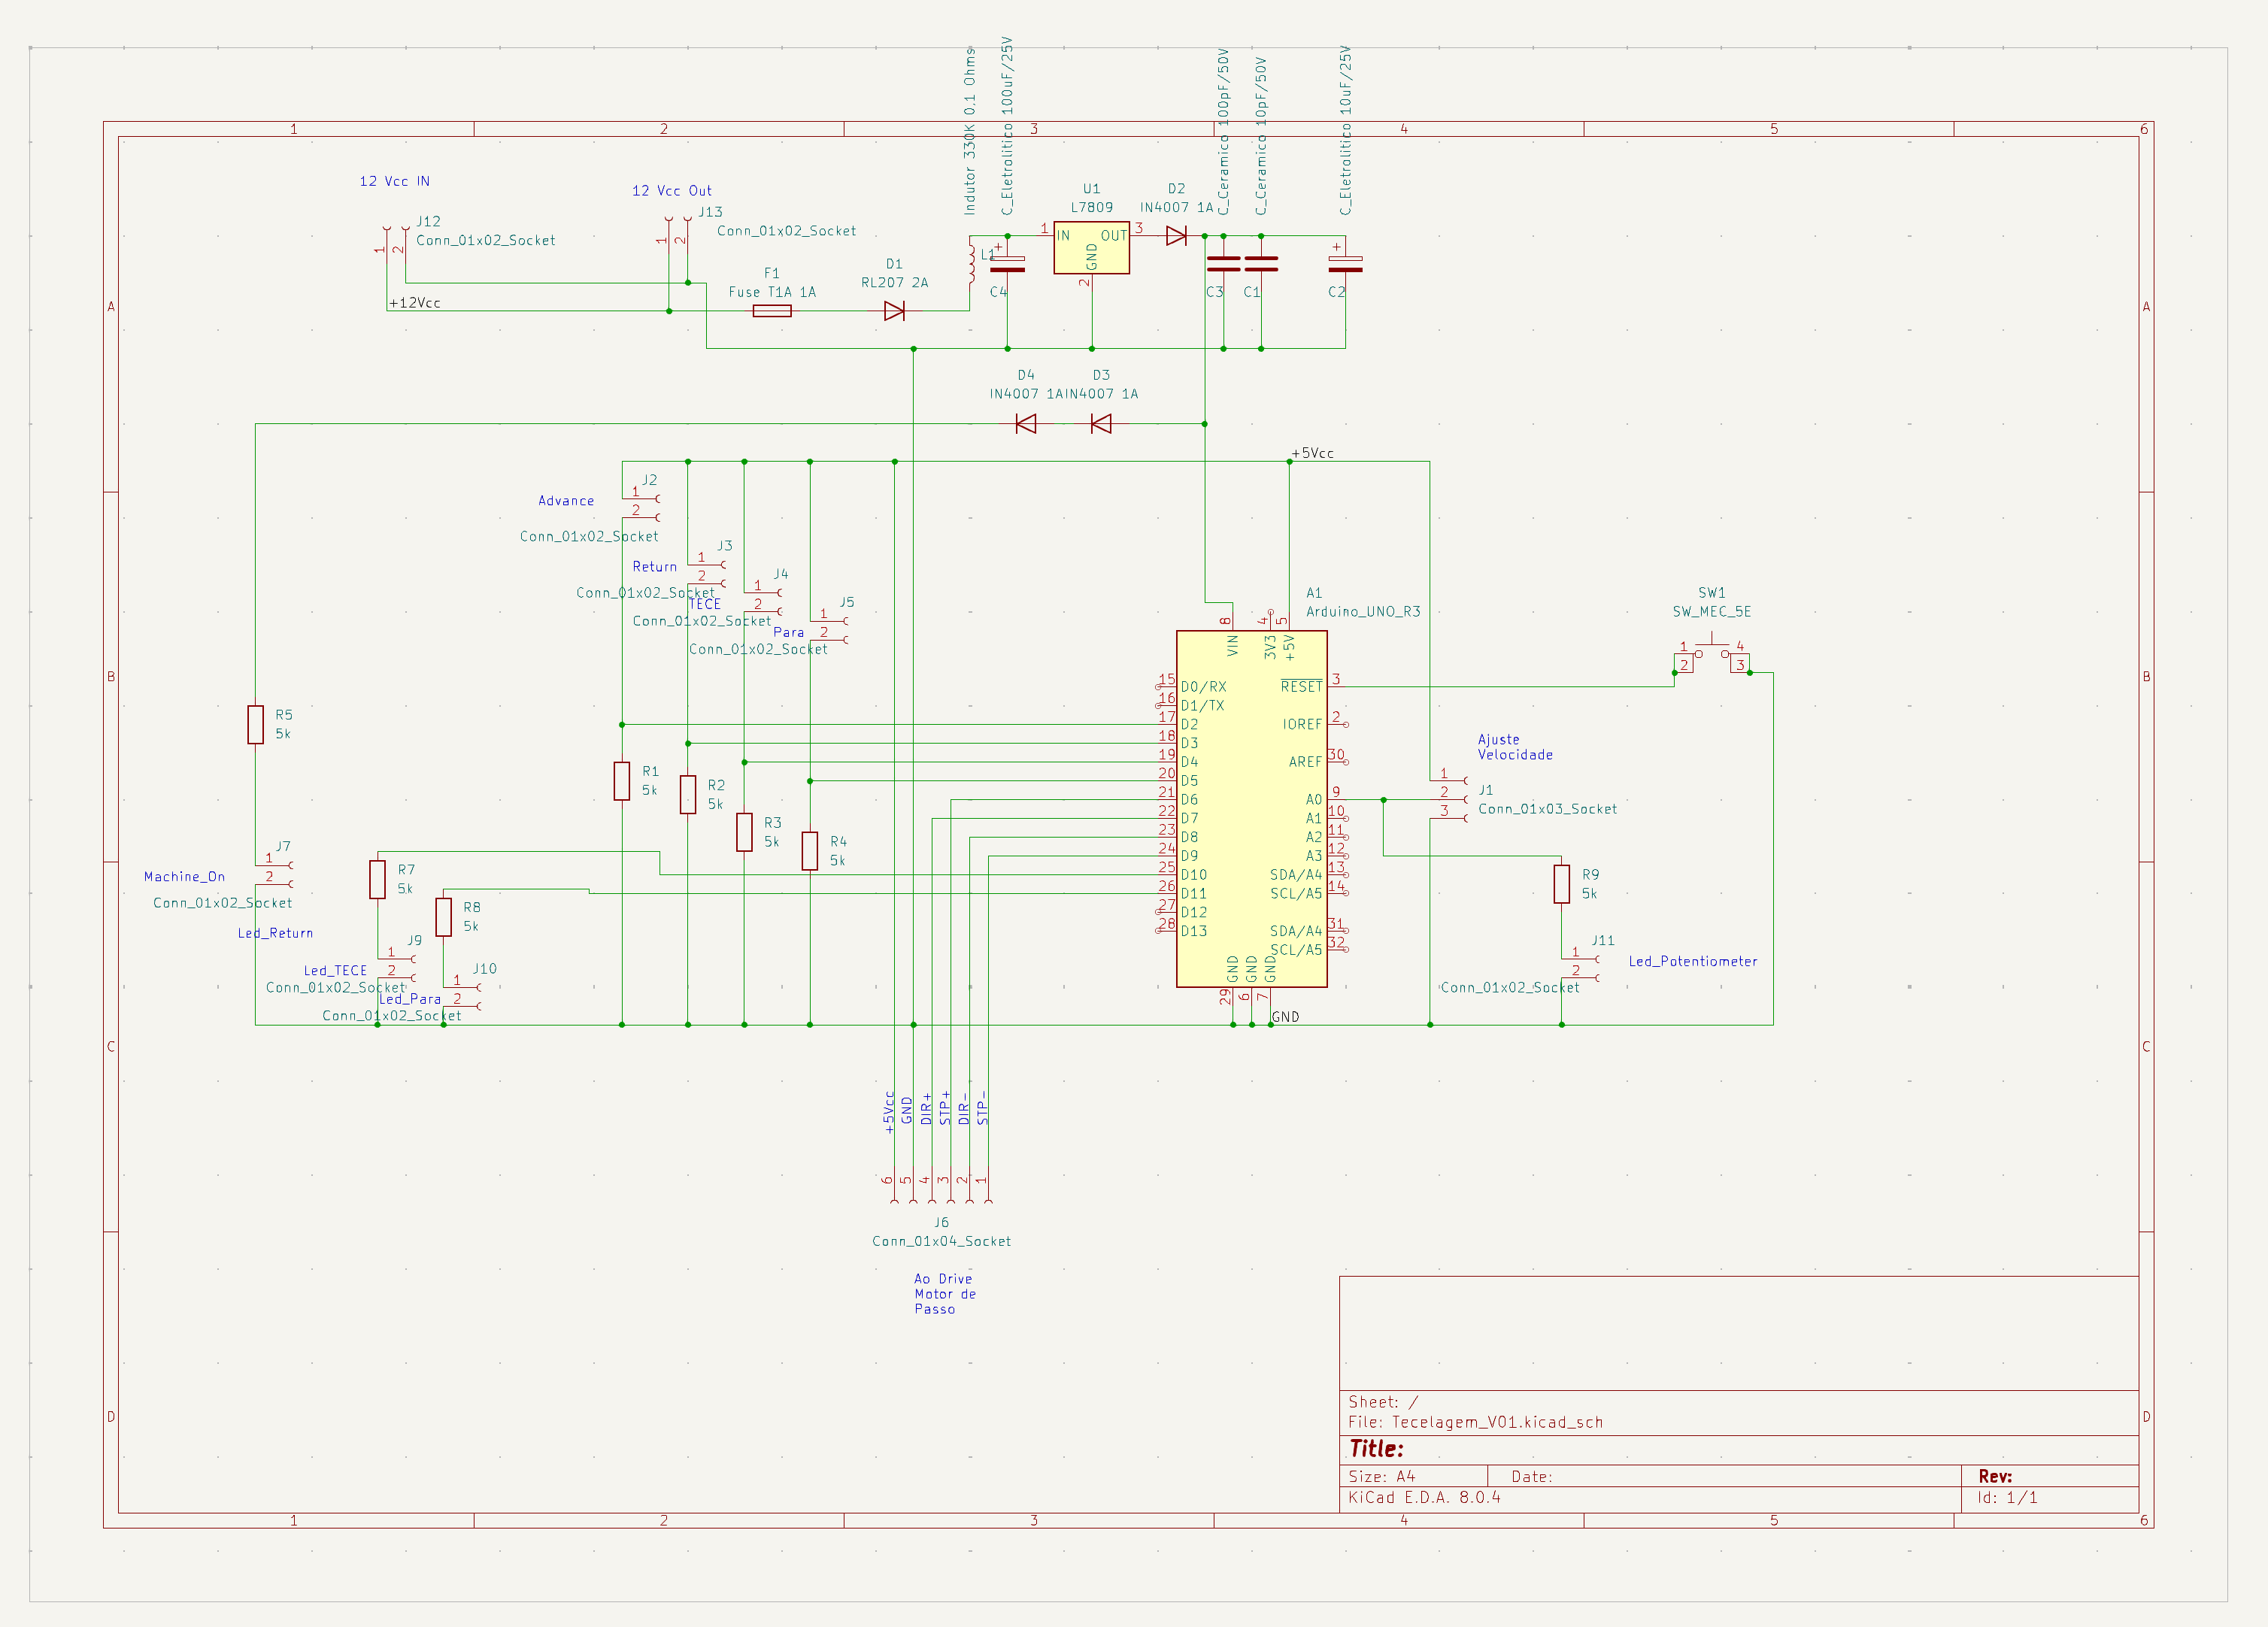 1
2
3
4
5
6
A
A
B
B
C
C
D
D
12 Vcc IN
J12
Conn_01x02_Socket
1
2
+12Vcc
12 Vcc Out
J13
Conn_01x02_Socket
1
2
F1
Fuse T1A 1A
D1
RL207 2A
Indutor 330K 0.1 Ohms
L1
C_Eletrolitico 100uF/25V
+
C4
U1
L7809
1
IN
OUT
3
GND
2
D2
IN4007 1A
C_Ceramico 100pF/50V
C3
C_Ceramico 10pF/50V
C1
C_Eletrolitico 10uF/25V
+
C2
D4
IN4007 1A
D3
IN4007 1A
+5Vcc
J2
1
Advance
2
Conn_01x02_Socket
J3
1
Return
2
Conn_01x02_Socket
J4
1
TECE
2
Conn_01x02_Socket
J5
1
Para
2
Conn_01x02_Socket
A1
Arduino_UNO_R3
8
4
5
VIN
3V3
+5V
15
D0/RX
16
D1/TX
17
D2
18
D3
19
D4
20
D5
21
D6
22
D7
23
D8
24
D9
25
D10
26
D11
27
D12
28
D13
RESET
3
IOREF
2
AREF
30
A0
9
A1
10
A2
11
A3
12
SDA/A4
13
SCL/A5
14
SDA/A4
31
SCL/A5
32
GND
GND
GND
29
6
7
GND
SW1
SW_MEC_5E
1
4
2
3
Ajuste
Velocidade
1
2
J1
3
Conn_01x03_Socket
R5
5k
R1
5k
R2
5k
R3
5k
R4
5k
R7
5k
R8
5k
R9
5k
J7
1
Machine_On
2
Conn_01x02_Socket
Led_Return
J9
1
Led_TECE
2
Conn_01x02_Socket
J10
1
Led_Para
2
Conn_01x02_Socket
J11
1
Led_Potentiometer
2
Conn_01x02_Socket
+5Vcc
GND
DIR+
STP+
DIR-
STP-
6
5
4
3
2
1
J6
Conn_01x04_Socket
Ao Drive
Motor de
Passo
Sheet: /
File: Tecelagem_V01.kicad_sch
Title:
Size: A4
Date:
Rev:
KiCad E.D.A. 8.0.4
Id: 1/1
1
2
3
4
5
6